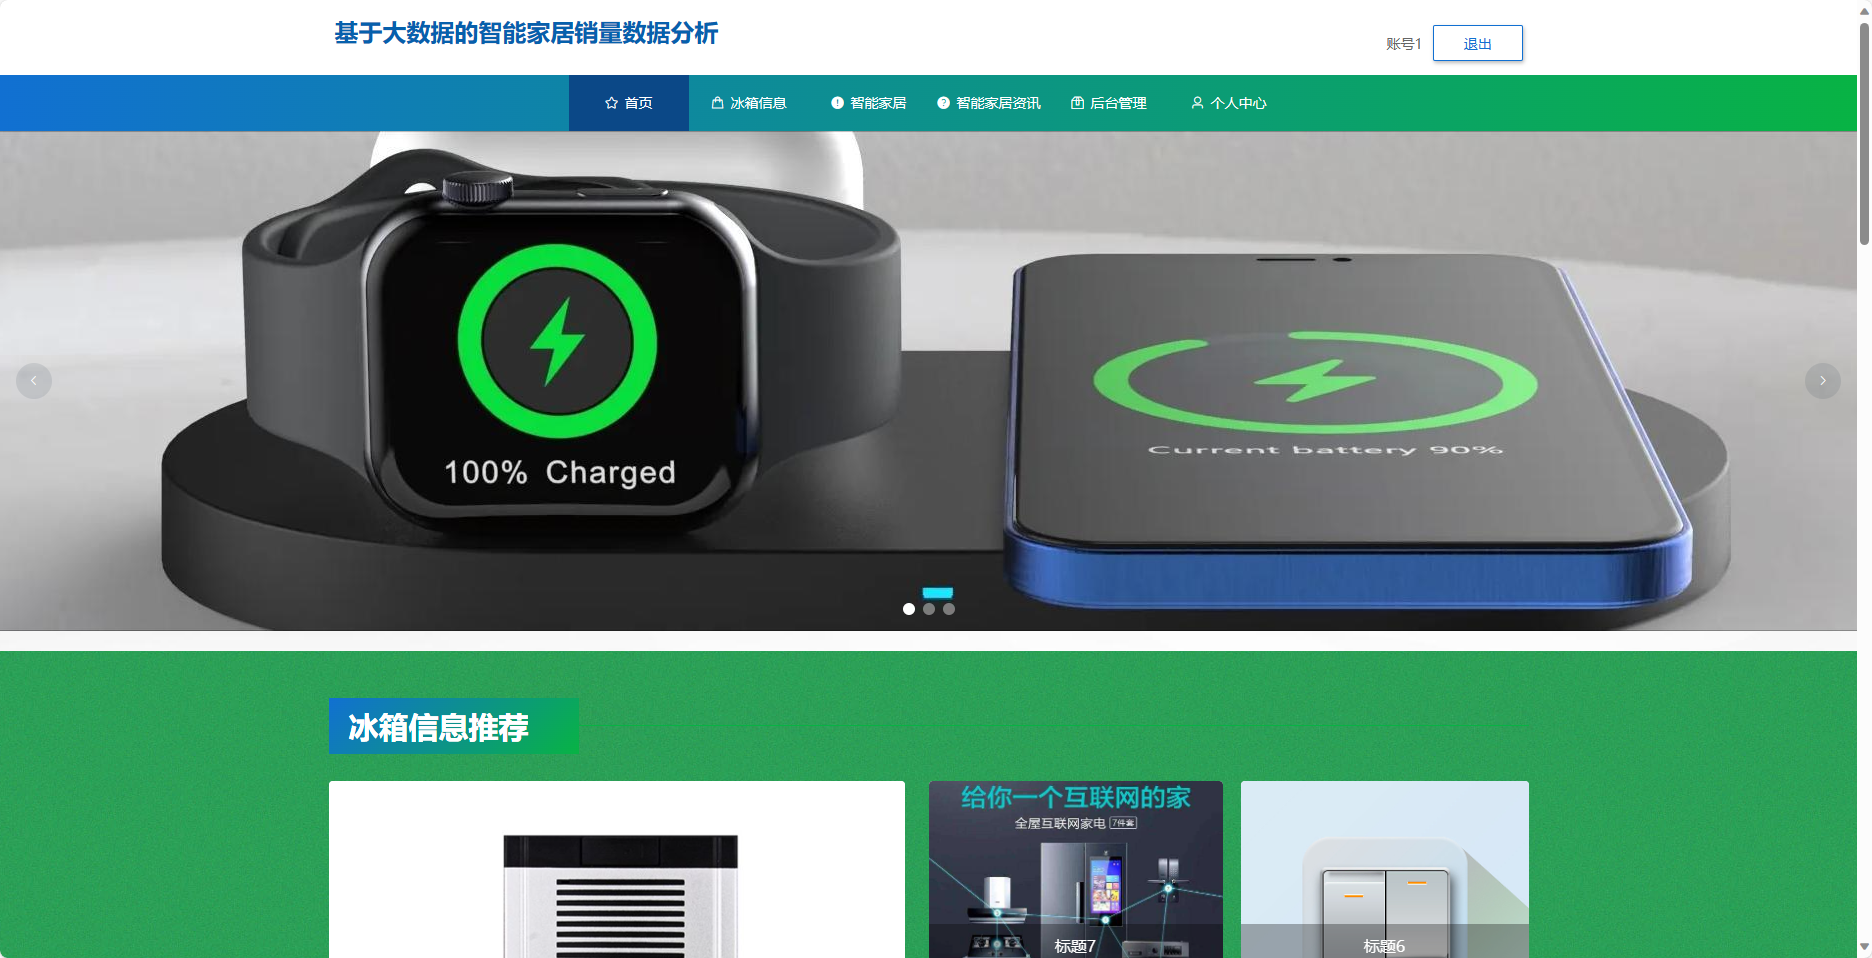 基于大数据的智能家居销量数据分析
账号1
退出
首页
冰箱信息
智能家居
智能家居资讯
后台管理
个人中心
100% Charged
Current battery 90%
冰箱信息推荐
给你一个互联网的家
全屋互联网家电 7件套
标题7
标题6